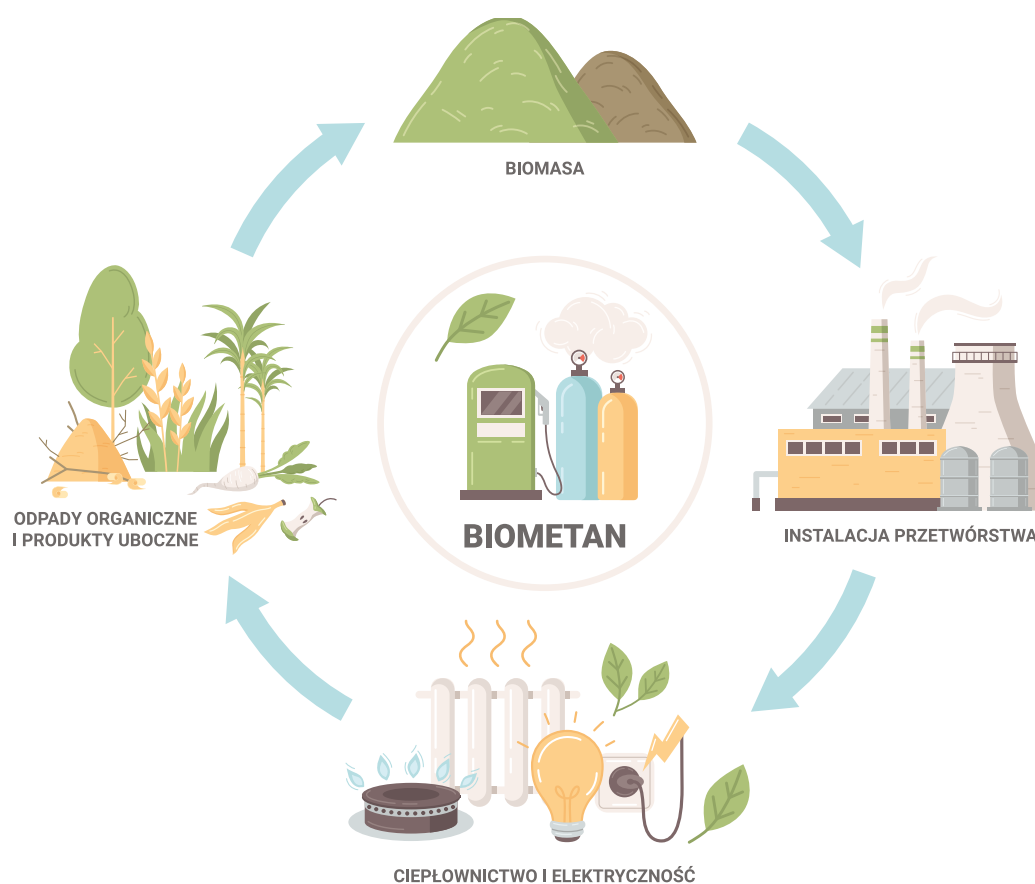 BIOMASA
ODPADY ORGANICZNE
I PRODUKTY UBOCZNE
BIOMETAN
INSTALACJA PRZETWÓRSTWA
CIEPŁOWNICTWO I ELEKTRYCZNOŚĆ